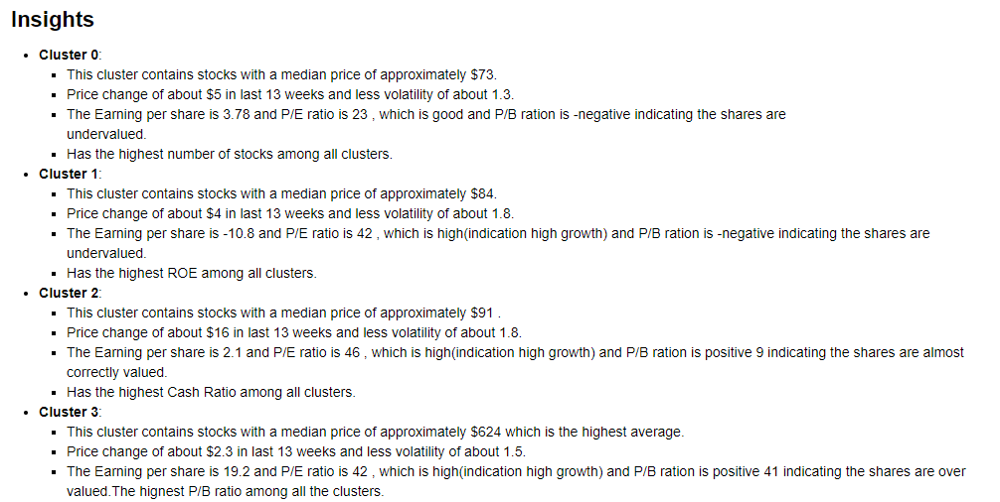 Insights
• Cluster 0:
▪ This cluster contains stocks with a median price of approximately $73.
▪ Price change of about $5 in last 13 weeks and less volatility of about 1.3.
▪ The Earning per share is 3.78 and P/E ratio is 23 , which is good and P/B ration is -negative indicating the shares are
undervalued.
▪ Has the highest number of stocks among all clusters.
• Cluster 1:
▪ This cluster contains stocks with a median price of approximately $84.
▪ Price change of about $4 in last 13 weeks and less volatility of about 1.8.
▪ The Earning per share is -10.8 and P/E ratio is 42 , which is high(indication high growth) and P/B ration is -negative indicating the shares are
undervalued.
▪ Has the highest ROE among all clusters.
• Cluster 2:
▪ This cluster contains stocks with a median price of approximately $91 .
▪ Price change of about $16 in last 13 weeks and less volatility of about 1.8.
▪ The Earning per share is 2.1 and P/E ratio is 46 , which is high(indication high growth) and P/B ration is positive 9 indicating the shares are almost
correctly valued.
▪ Has the highest Cash Ratio among all clusters.
• Cluster 3:
▪ This cluster contains stocks with a median price of approximately $624 which is the highest average.
▪ Price change of about $2.3 in last 13 weeks and less volatility of about 1.5.
▪ The Earning per share is 19.2 and P/E ratio is 42 , which is high(indication high growth) and P/B ration is positive 41 indicating the shares are over
valued.The highnest P/B ratio among all the clusters.